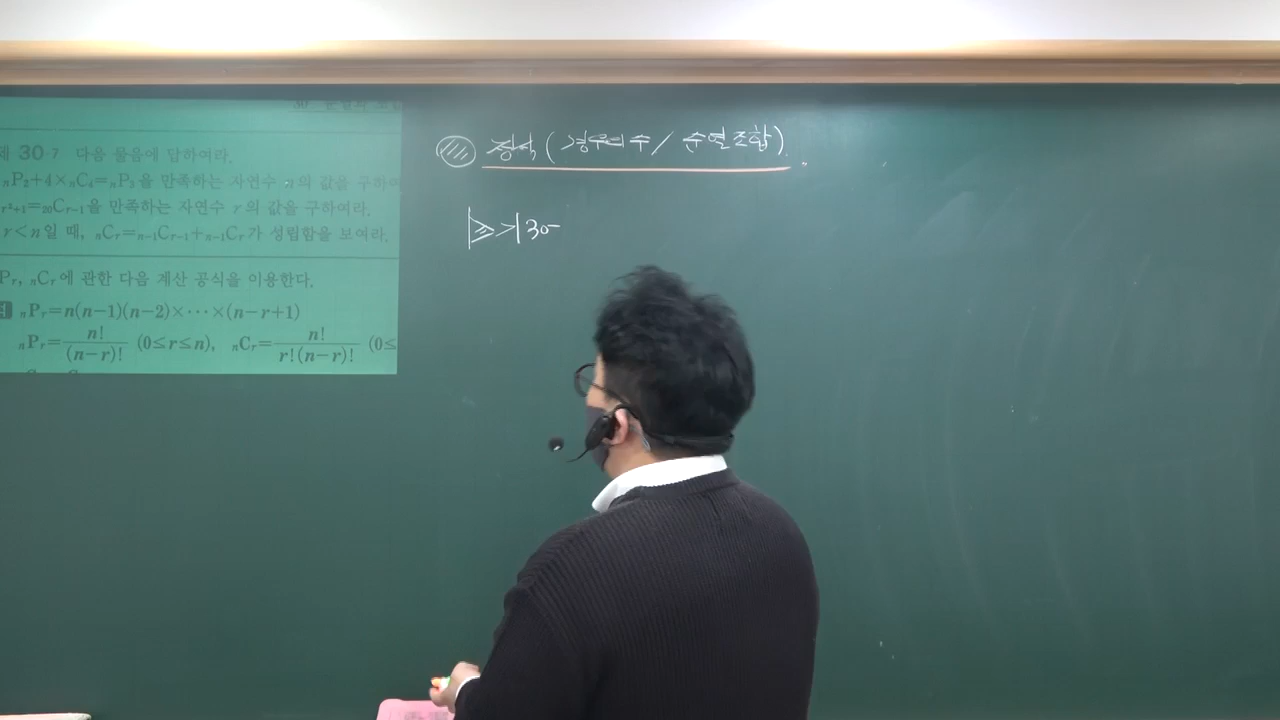 제 30·7 다음 물음에 답하여라.
ₙP₂+4×ₙC₄=ₙP₃을 만족하는 자연수 n의 값을 구하여
r²+1=₂₀Cr−1을 만족하는 자연수 r의 값을 구하여라.
r<n일 때, ₙCr=ₙ₋₁Cr−1+ₙ₋₁Cr가 성립함을 보여라.
Pr, ₙCr에 관한 다음 계산 공식을 이용한다.
ₙPr=n(n−1)(n−2)×···×(n−r+1)
ₙPr=n!/(n−r)! (0≤r≤n), ₙCr=n!/r!(n−r)! (0≤
정석(경우의 수/ 순열조합)
30-